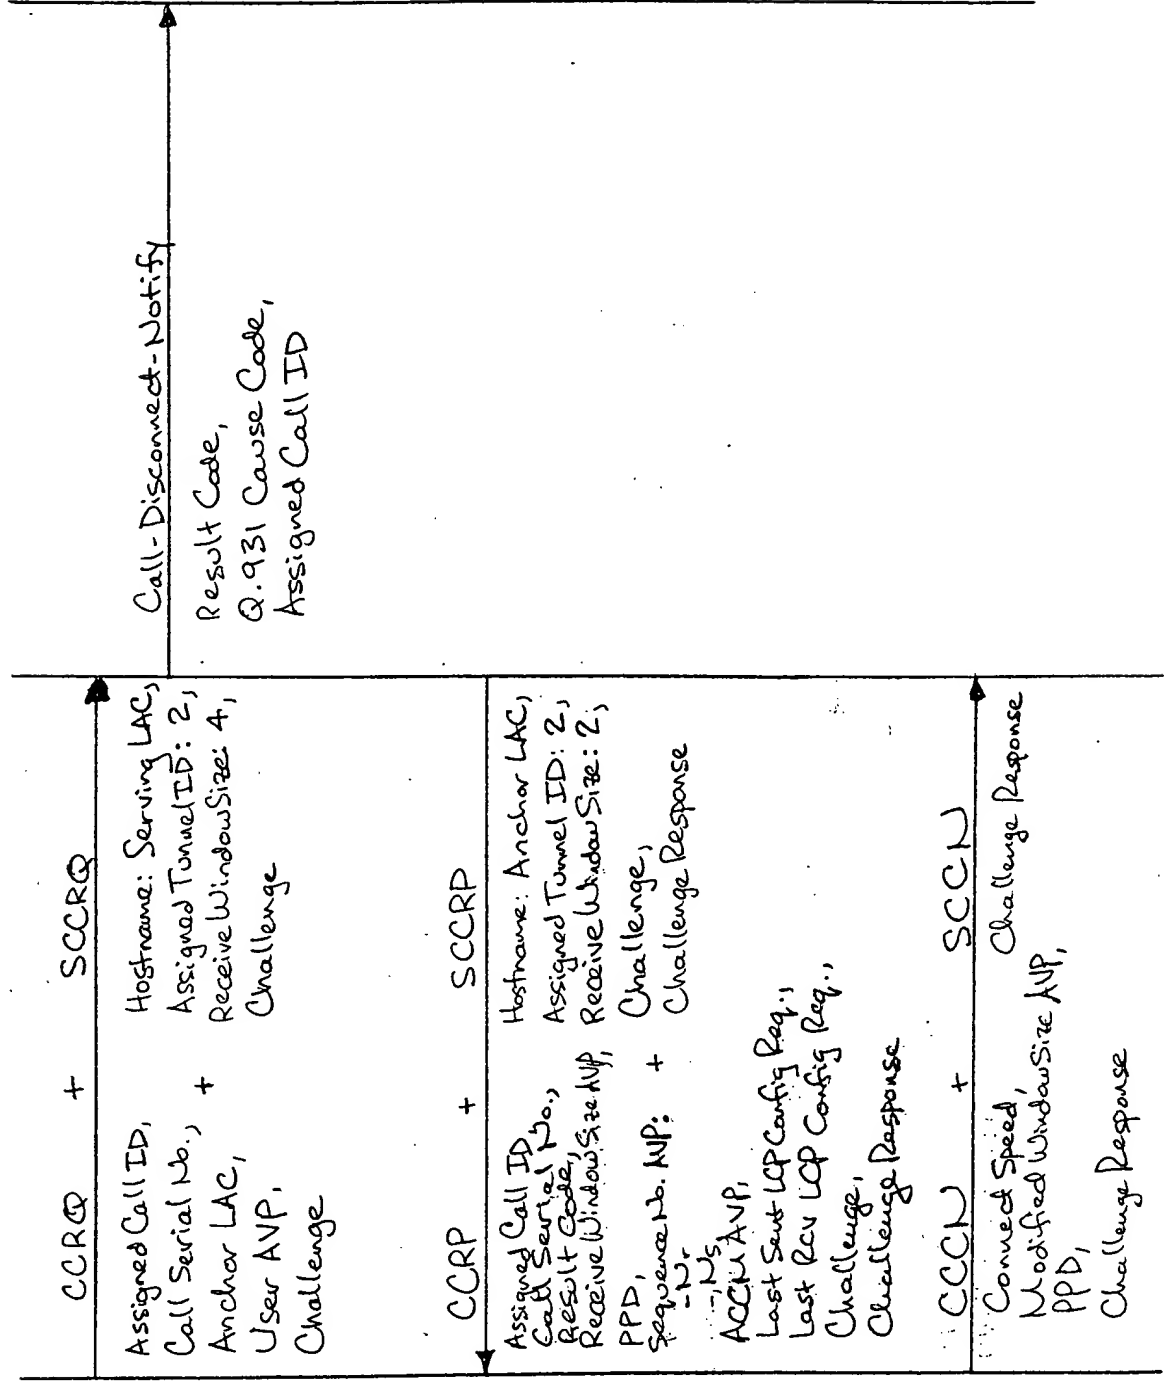 CCRQ + SCCRQ
Assigned Call ID,
Call Serial No., +
Anchor LAC,
User AVP,
Challenge
Hostname: Serving LAC,
Assigned Tunnel ID: 2,
Receive Window Size: 4,
Challenge
Call-Disconnect-Notify
Result Code,
Q.931 Cause Code,
Assigned Call ID
CCRP + SCCRP
Assigned Call ID,
Call Serial No.,
Result Code,
Receive Window Size AVP,
PPD,
Sequence No. AVP: +
-Nr
-Ns,
ACCM AVP,
Last Sent LCP Config Req.,
Last Rcv LCP Config Req.,
Challenge,
Challenge Response
Hostname: Anchor LAC,
Assigned Tunnel ID: 2,
Receive Window Size: 2,
Challenge,
Challenge Response
CCCN + SCCN
Connect Speed,
Modified Window Size AVP,
PPD,
Challenge Response
Challenge Response